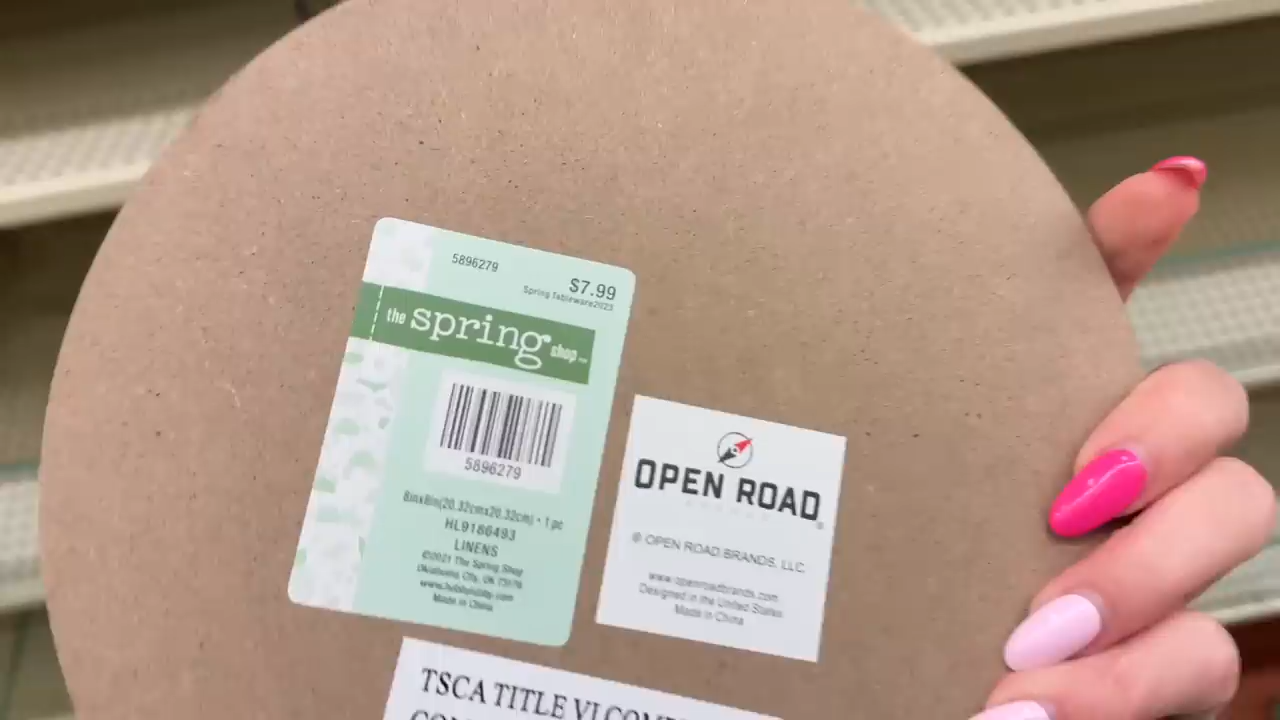 5896279
$7.99
Spring Tableware2023
the spring shop
5896279
8inx8in(20.32cmx20.32cm) • 1 pc
HL9186493
LINENS
©2021 The Spring Shop
Oklahoma City, OK 73179
www.hobbylobby.com
Made in China
OPEN ROAD®
© OPEN ROAD BRANDS, LLC.
www.openroadbrands.com
Designed in the United States
Made in China
TSCA TITLE VI